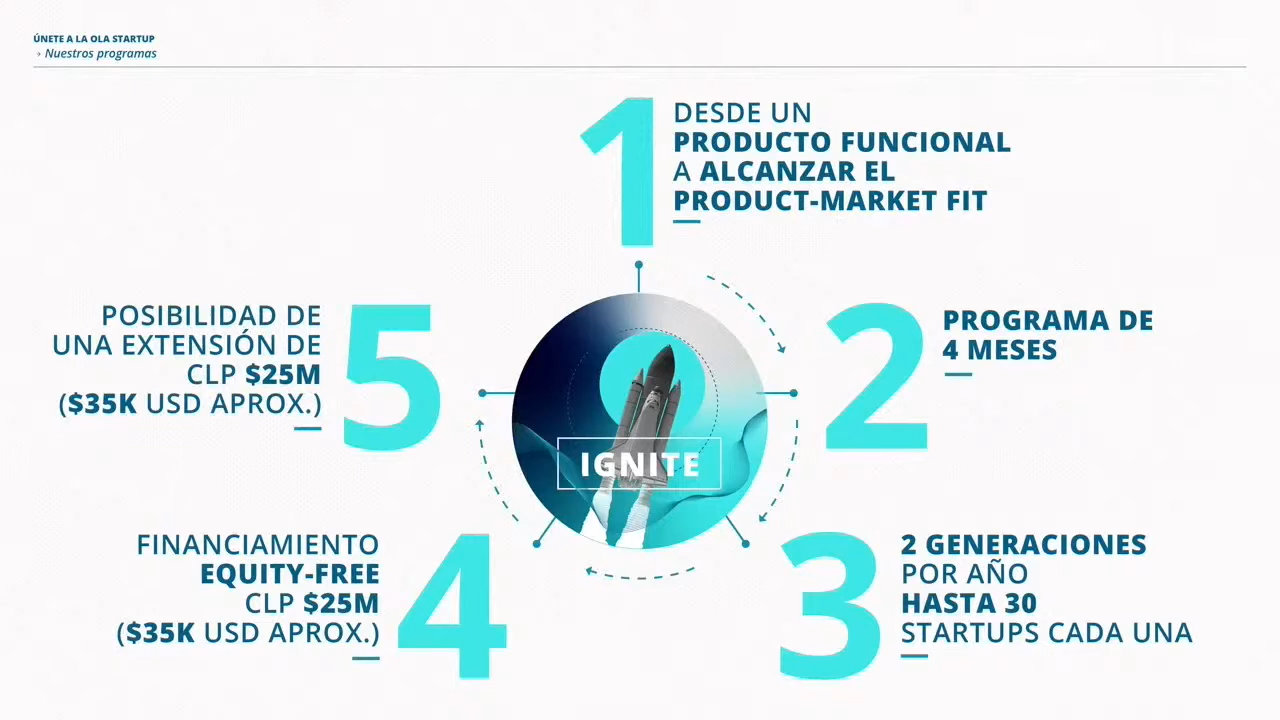 ÚNETE A LA OLA STARTUP
Nuestros programas
1
DESDE UN
PRODUCTO FUNCIONAL
A ALCANZAR EL
PRODUCT-MARKET FIT
2
PROGRAMA DE
4 MESES
3
2 GENERACIONES
POR AÑO
HASTA 30
STARTUPS CADA UNA
4
FINANCIAMIENTO
EQUITY-FREE
CLP $25M
($35K USD APROX.)
5
POSIBILIDAD DE
UNA EXTENSIÓN DE
CLP $25M
($35K USD APROX.)
IGNITE